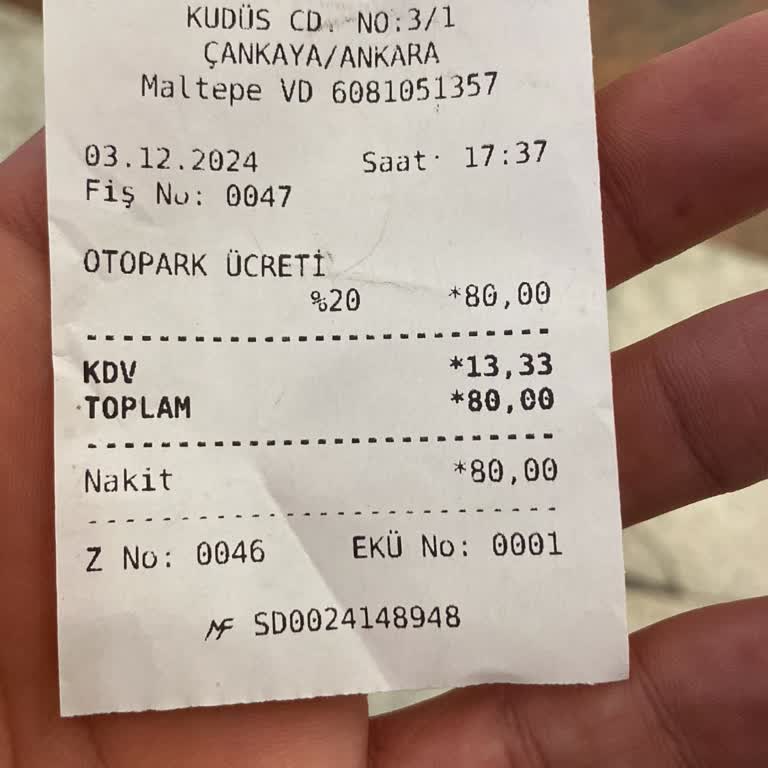 KUDÜS CD. NO:3/1
ÇANKAYA/ANKARA
Maltepe VD 6081051357
03.12.2024 Saat: 17:37
Fiş No: 0047
OTOPARK ÜCRETİ
%20 *80,00
KDV *13,33
TOPLAM *80,00
Nakit *80,00
Z No: 0046 EKÜ No: 0001
MF SD0024148948